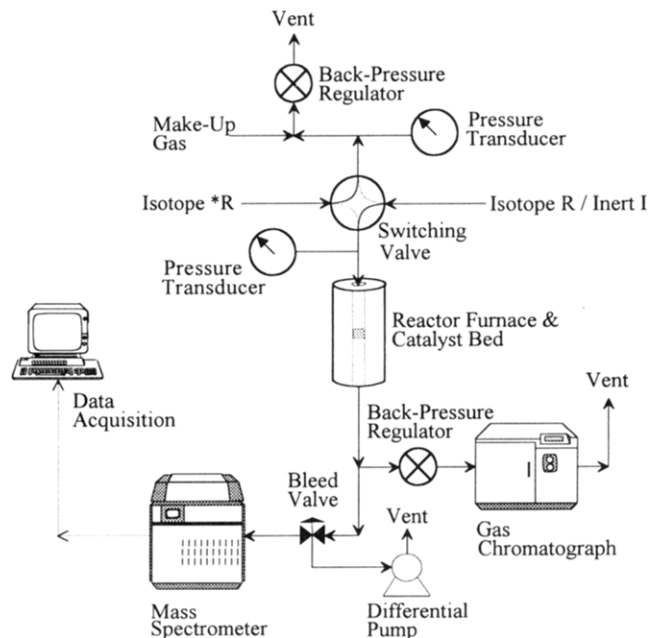 Vent
Back-Pressure
Regulator
Make-Up
Gas
Pressure
Transducer
Isotope *R
Isotope R / Inert I
Switching
Valve
Pressure
Transducer
Reactor Furnace &
Catalyst Bed
Vent
Data
Acquisition
Back-Pressure
Regulator
Bleed
Valve
Vent
Gas
Chromatograph
Mass
Spectrometer
Differential
Pump